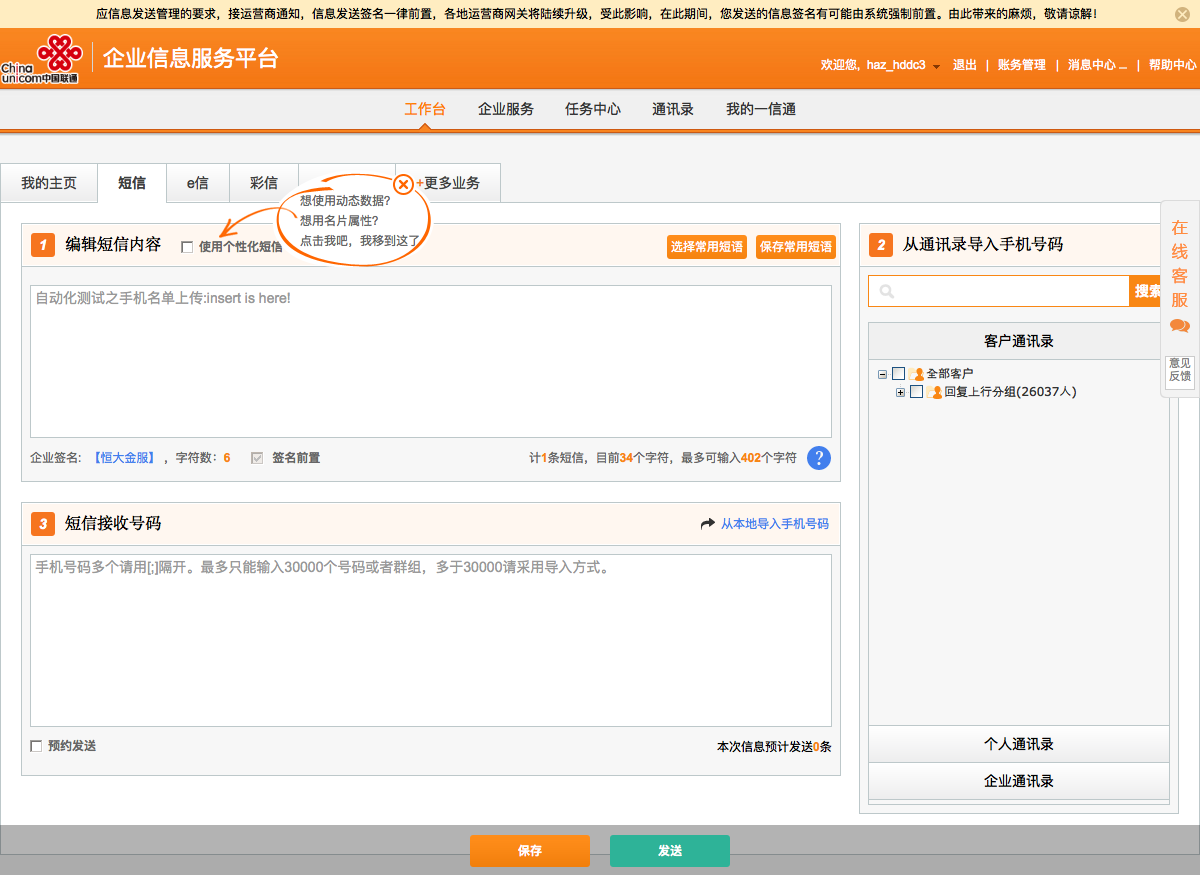 应信息发送管理的要求，接运营商通知，信息发送签名一律前置，各地运营商网关将陆续升级，受此影响，在此期间，您发送的信息签名有可能由系统强制前置。由此带来的麻烦，敬请谅解！
China
unicom中国联通
企业信息服务平台
欢迎您, haz_hddc3 退出 | 账务管理 | 消息中心 ... | 帮助中心
工作台 企业服务 任务中心 通讯录 我的一信通
我的主页 短信 e信 彩信 +更多业务
想使用动态数据?
想用名片属性?
点击我吧，我移到这了
1 编辑短信内容 使用个性化短信 选择常用短语 保存常用短语
自动化测试之手机名单上传:insert is here!
企业签名: 【恒大金服】 , 字符数: 6 签名前置 计1条短信，目前34个字符，最多可输入402个字符 ?
3 短信接收号码 从本地导入手机号码
手机号码多个请用[;]隔开。最多只能输入30000个号码或者群组，多于30000请采用导入方式。
预约发送 本次信息预计发送0条
2 从通讯录导入手机号码
搜索
客户通讯录
全部客户
回复上行分组(26037人)
个人通讯录
企业通讯录
在
线
客
服
意见
反馈
保存 发送